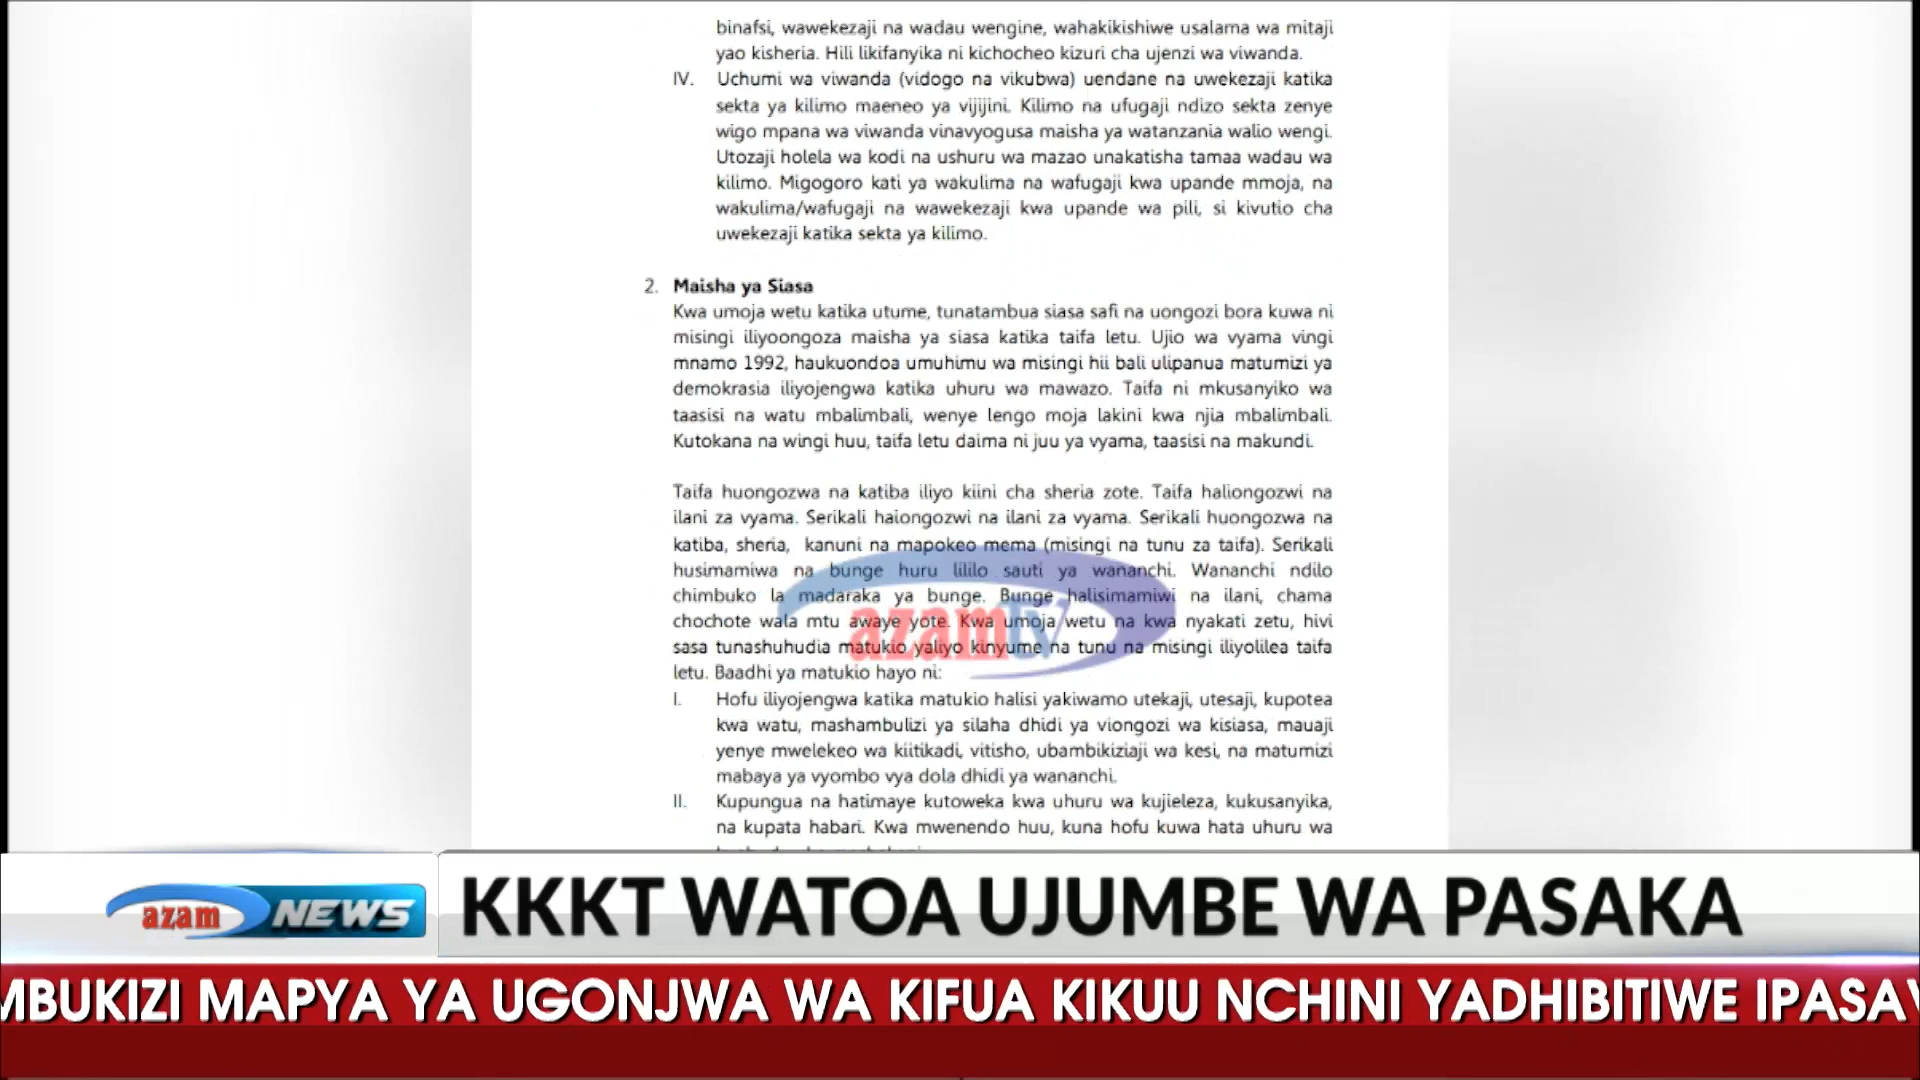 binafsi, wawekezaji na wadau wengine, wahakikishiwe usalama wa mitaji
yao kisheria. Hili likifanyika ni kichocheo kizuri cha ujenzi wa viwanda.
IV. Uchumi wa viwanda (vidogo na vikubwa) uendane na uwekezaji katika
sekta ya kilimo maeneo ya vijijini. Kilimo na ufugaji ndizo sekta zenye
wigo mpana wa viwanda vinavyogusa maisha ya watanzania walio wengi.
Utozaji holela wa kodi na ushuru wa mazao unakatisha tamaa wadau wa
kilimo. Migogoro kati ya wakulima na wafugaji kwa upande mmoja, na
wakulima/wafugaji na wawekezaji kwa upande wa pili, si kivutio cha
uwekezaji katika sekta ya kilimo.
2. Maisha ya Siasa
Kwa umoja wetu katika utume, tunatambua siasa safi na uongozi bora kuwa ni
misingi iliyoongoza maisha ya siasa katika taifa letu. Ujio wa vyama vingi
mnamo 1992, haukuondoa umuhimu wa misingi hii bali ulipanua matumizi ya
demokrasia iliyojengwa katika uhuru wa mawazo. Taifa ni mkusanyiko wa
taasisi na watu mbalimbali, wenye lengo moja lakini kwa njia mbalimbali.
Kutokana na wingi huu, taifa letu daima ni juu ya vyama, taasisi na makundi.
Taifa huongozwa na katiba iliyo kiini cha sheria zote. Taifa haliongozwi na
ilani za vyama. Serikali haiongozwi na ilani za vyama. Serikali huongozwa na
katiba, sheria, kanuni na mapokeo mema (misingi na tunu za taifa). Serikali
husimamiwa na bunge huru lililo sauti ya wananchi. Wananchi ndilo
chimbuko la madaraka ya bunge. Bunge halisimamiwi na ilani, chama
chochote wala mtu awaye yote. Kwa umoja wetu na kwa nyakati zetu, hivi
sasa tunashuhudia matukio yaliyo kinyume na tunu na misingi iliyolilea taifa
letu. Baadhi ya matukio hayo ni:
I. Hofu iliyojengwa katika matukio halisi yakiwamo utekaji, utesaji, kupotea
kwa watu, mashambulizi ya silaha dhidi ya viongozi wa kisiasa, mauaji
yenye mwelekeo wa kiitikadi, vitisho, ubambikiziaji wa kesi, na matumizi
mabaya ya vyombo vya dola dhidi ya wananchi.
II. Kupungua na hatimaye kutoweka kwa uhuru wa kujieleza, kukusanyika,
na kupata habari. Kwa mwenendo huu, kuna hofu kuwa hata uhuru wa
azamtv
azam NEWS
KKKT WATOA UJUMBE WA PASAKA
MBUKIZI MAPYA YA UGONJWA WA KIFUA KIKUU NCHINI YADHIBITIWE IPASAV